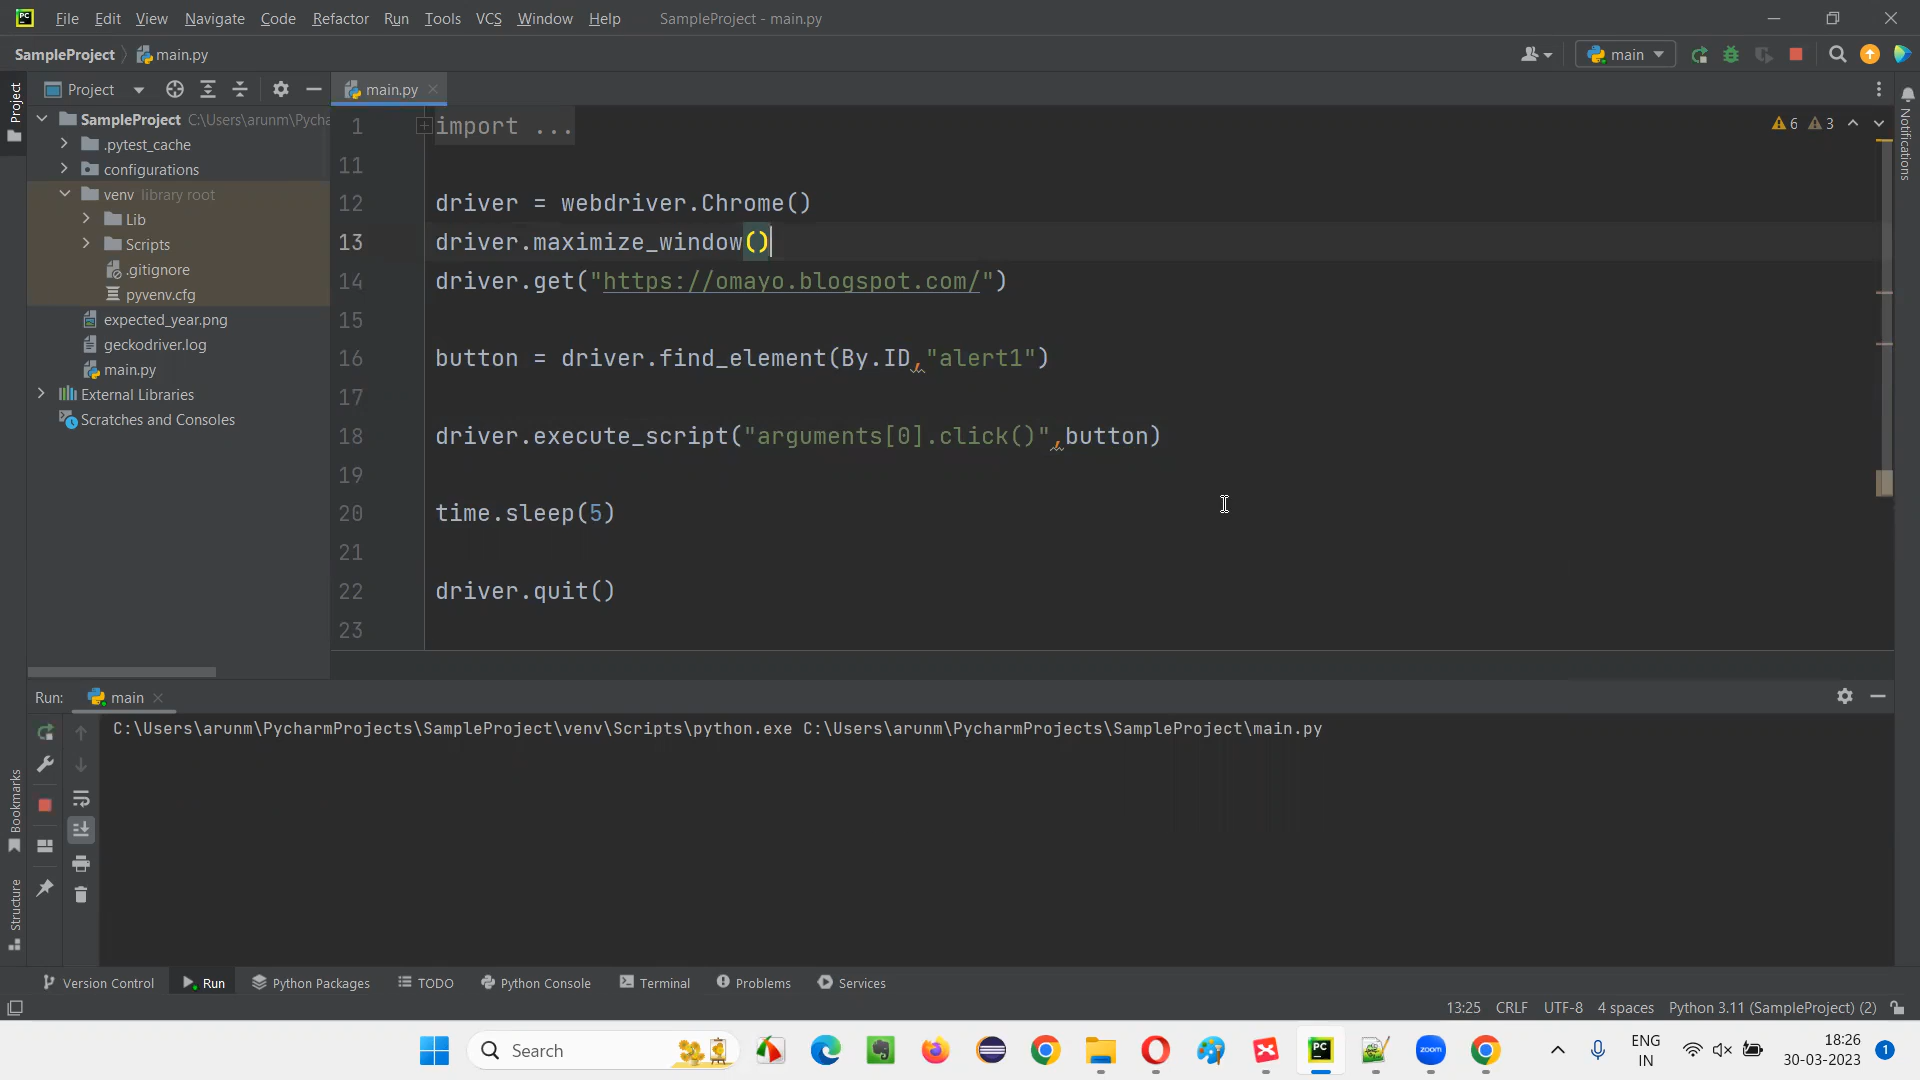 File Edit View Navigate Code Refactor Run Tools VCS Window Help SampleProject - main.py
SampleProject main.py main
Project main.py
1 import ...
6 3
SampleProject C:\Users\arunm\Pycha
.pytest_cache
configurations
venv library root
Lib
Scripts
.gitignore
pyvenv.cfg
expected_year.png
geckodriver.log
main.py
External Libraries
Scratches and Consoles
11
12 driver = webdriver.Chrome()
13 driver.maximize_window()
14 driver.get("https://omayo.blogspot.com/")
15
16 button = driver.find_element(By.ID,"alert1")
17
18 driver.execute_script("arguments[0].click()",button)
19
20 time.sleep(5)
21
22 driver.quit()
23
Project
Notifications
Run: main
C:\Users\arunm\PycharmProjects\SampleProject\venv\Scripts\python.exe C:\Users\arunm\PycharmProjects\SampleProject\main.py
Bookmarks
Structure
Version Control Run Python Packages TODO Python Console Terminal Problems Services
13:25 CRLF UTF-8 4 spaces Python 3.11 (SampleProject) (2)
Search
PC
zoom
ENG
IN
18:26
30-03-2023
1